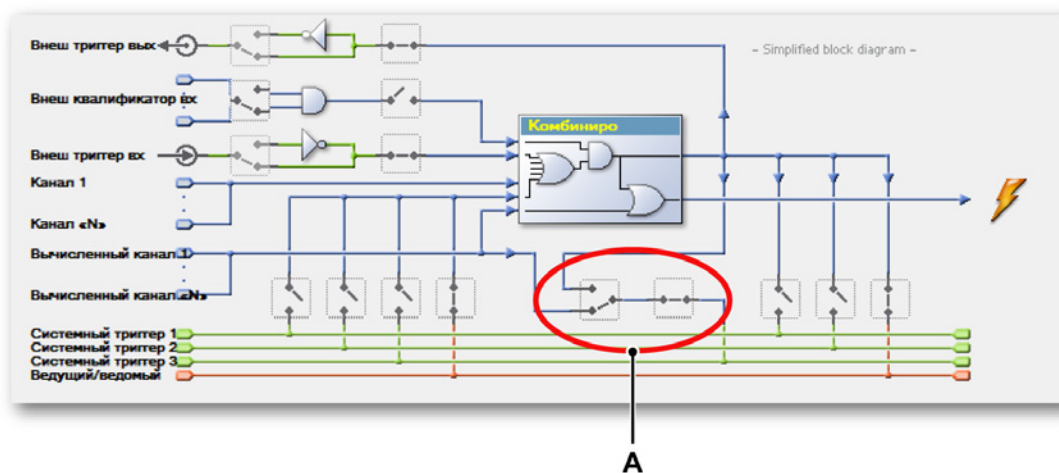 Внеш триггер вых
– Simplified block diagram –
Внеш квалификатор вх
Комбиниро
Внеш триггер вх
Канал 1
Канал «N»
Вычисленный канал 1
Вычисленный канал «N»
Системный триггер 1
Системный триггер 2
Системный триггер 3
Ведущий/ведомый
A